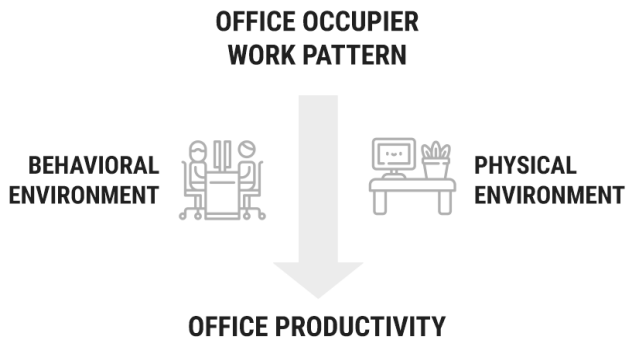 OFFICE OCCUPIER
WORK PATTERN
BEHAVIORAL
ENVIRONMENT
PHYSICAL
ENVIRONMENT
OFFICE PRODUCTIVITY